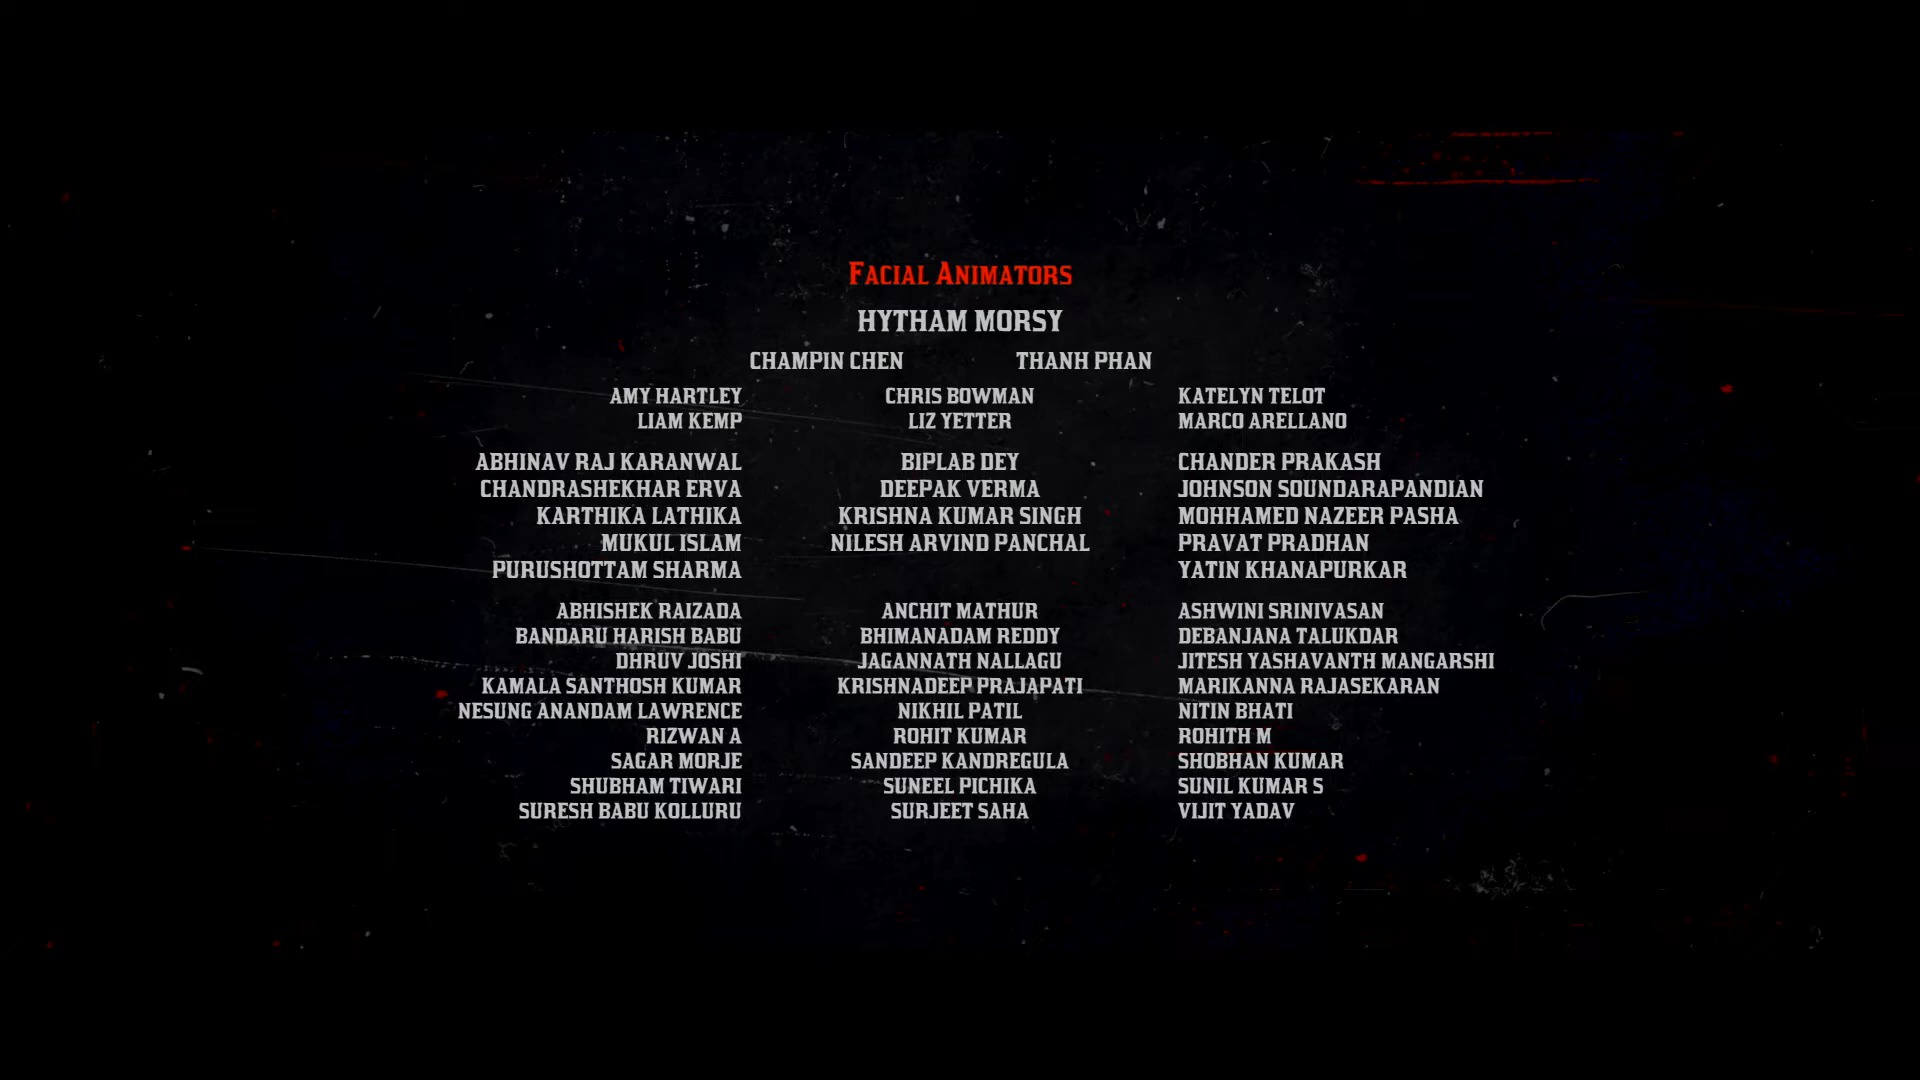 FACIAL ANIMATORS
HYTHAM MORSY
CHAMPIN CHEN THANH PHAN
AMY HARTLEY CHRIS BOWMAN KATELYN TELOT
LIAM KEMP LIZ YETTER MARCO ARELLANO
ABHINAV RAJ KARANWAL BIPLAB DEY CHANDER PRAKASH
CHANDRASHEKHAR ERVA DEEPAK VERMA JOHNSON SOUNDARAPANDIAN
KARTHIKA LATHIKA KRISHNA KUMAR SINGH MOHHAMED NAZEER PASHA
MUKUL ISLAM NILESH ARVIND PANCHAL PRAVAT PRADHAN
PURUSHOTTAM SHARMA YATIN KHANAPURKAR
ABHISHEK RAIZADA ANCHIT MATHUR ASHWINI SRINIVASAN
BANDARU HARISH BABU BHIMANADAM REDDY DEBANJANA TALUKDAR
DHRUV JOSHI JAGANNATH NALLAGU JITESH YASHAVANTH MANGARSHI
KAMALA SANTHOSH KUMAR KRISHNADEEP PRAJAPATI MARIKANNA RAJASEKARAN
NESUNG ANANDAM LAWRENCE NIKHIL PATIL NITIN BHATI
RIZWAN A ROHIT KUMAR ROHITH M
SAGAR MORJE SANDEEP KANDREGULA SHOBHAN KUMAR
SHUBHAM TIWARI SUNEEL PICHIKA SUNIL KUMAR S
SURESH BABU KOLLURU SURJEET SAHA VIJIT YADAV